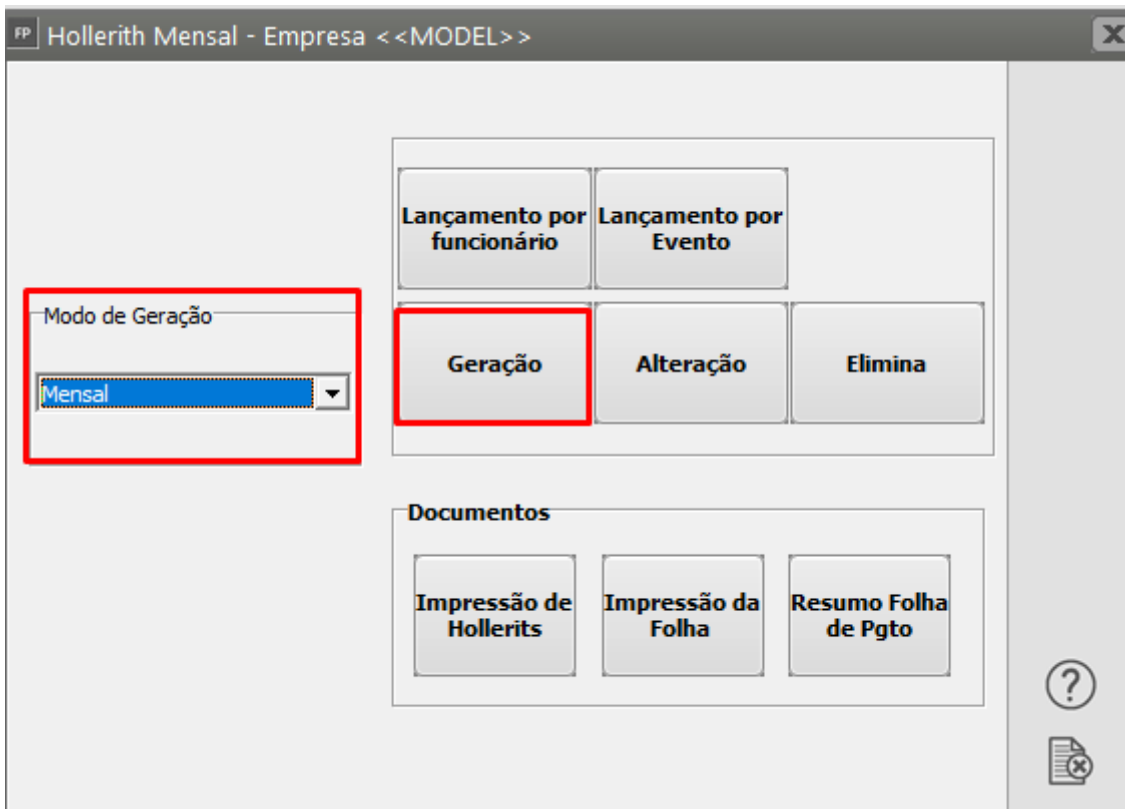 FP Hollerith Mensal - Empresa <<MODEL>>
Lançamento por
funcionário
Lançamento por
Evento
Modo de Geração
Mensal
Geração
Alteração
Elimina
Documentos
Impressão de
Hollerits
Impressão da
Folha
Resumo Folha
de Pgto
?